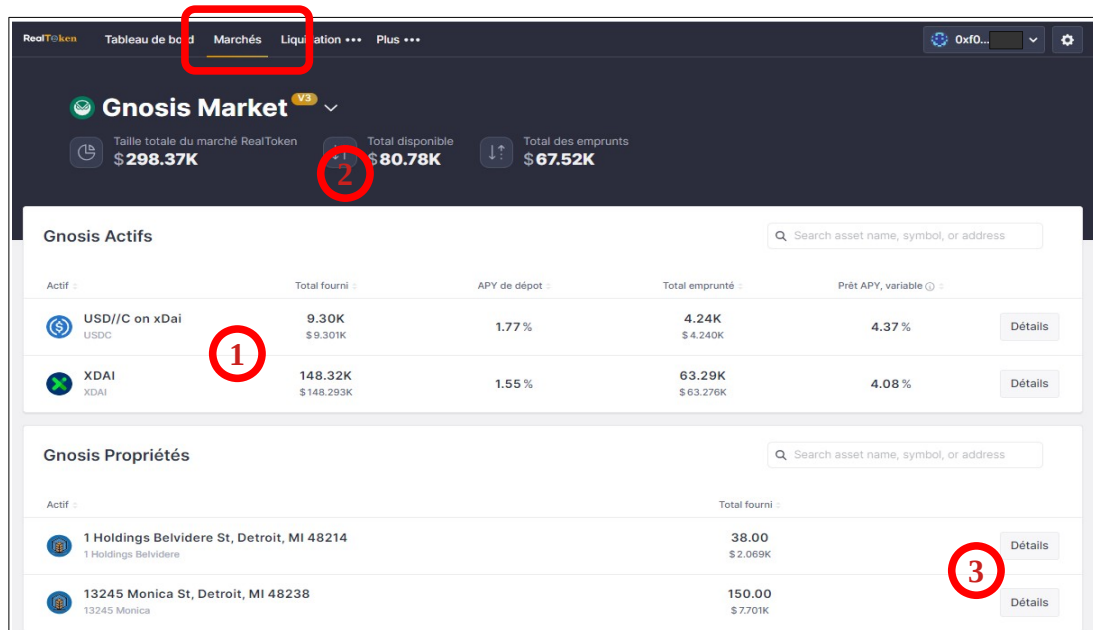 RealToken Tableau de bord Marchés Liquidation ••• Plus ••• 0xf0...
Gnosis Market V3
Taille totale du marché RealToken Total disponible Total des emprunts
$298.37K $80.78K $67.52K
2
Gnosis Actifs Search asset name, symbol, or address
Actif Total fourni APY de dépot Total emprunté Prêt APY, variable
USD//C on xDai 9.30K 1.77% 4.24K 4.37% Détails
USDC $9.301K $4.240K
1
XDAI 148.32K 1.55% 63.29K 4.08% Détails
XDAI $148.293K $63.276K
Gnosis Propriétés Search asset name, symbol, or address
Actif Total fourni
1 Holdings Belvidere St, Detroit, MI 48214 38.00 Détails
1 Holdings Belvidere $2.069K
3
13245 Monica St, Detroit, MI 48238 150.00 Détails
13245 Monica $7.701K